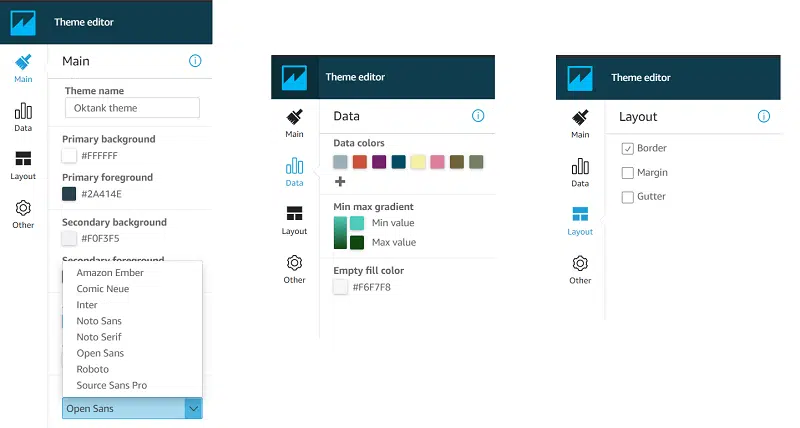 Theme editor
Main
Main
Data
Layout
Other
Theme name
Oktank theme
Primary background
#FFFFFF
Primary foreground
#2A414E
Secondary background
#F0F3F5
Secondary foreground
Amazon Ember
Comic Neue
Inter
Noto Sans
Noto Serif
Open Sans
Roboto
Source Sans Pro
Open Sans
Theme editor
Main
Data
Layout
Other
Data
Data colors
Min max gradient
Min value
Max value
Empty fill color
#F6F7F8
Theme editor
Main
Data
Layout
Other
Layout
Border
Margin
Gutter